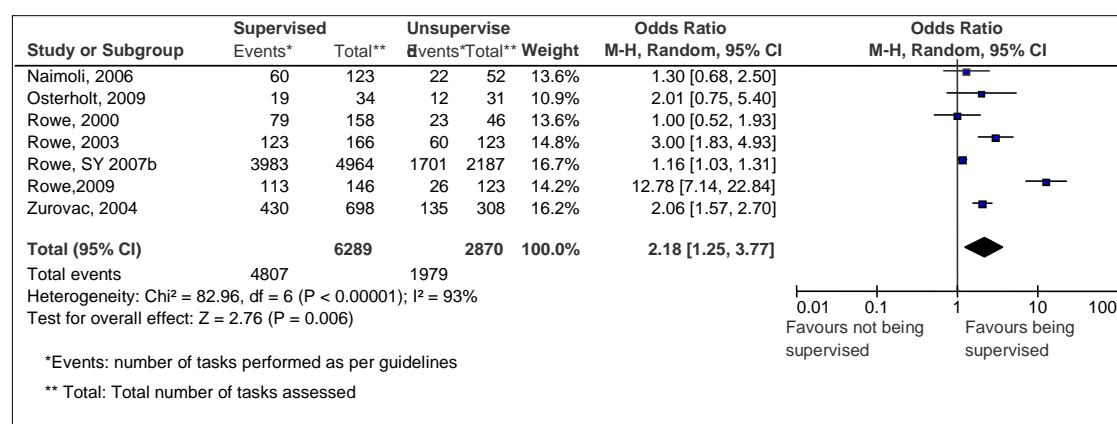 Supervised Unsupervised Odds Ratio Odds Ratio
Study or Subgroup Events* Total** Events* Total** Weight M-H, Random, 95% CI M-H, Random, 95% CI
Naimoli, 2006 60 123 22 52 13.6% 1.30 [0.68, 2.50]
Osterholt, 2009 19 34 12 31 10.9% 2.01 [0.75, 5.40]
Rowe, 2000 79 158 23 46 13.6% 1.00 [0.52, 1.93]
Rowe, 2003 123 166 60 123 14.8% 3.00 [1.83, 4.93]
Rowe, SY 2007b 3983 4964 1701 2187 16.7% 1.16 [1.03, 1.31]
Rowe,2009 113 146 26 123 14.2% 12.78 [7.14, 22.84]
Zurovac, 2004 430 698 135 308 16.2% 2.06 [1.57, 2.70]
Total (95% CI) 6289 2870 100.0% 2.18 [1.25, 3.77]
Total events 4807 1979
Heterogeneity: Chi² = 82.96, df = 6 (P < 0.00001); I² = 93%
Test for overall effect: Z = 2.76 (P = 0.006)
0.01 0.1 1 10 100
Favours not being supervised
Favours being supervised
*Events: number of tasks performed as per guidelines
** Total: Total number of tasks assessed